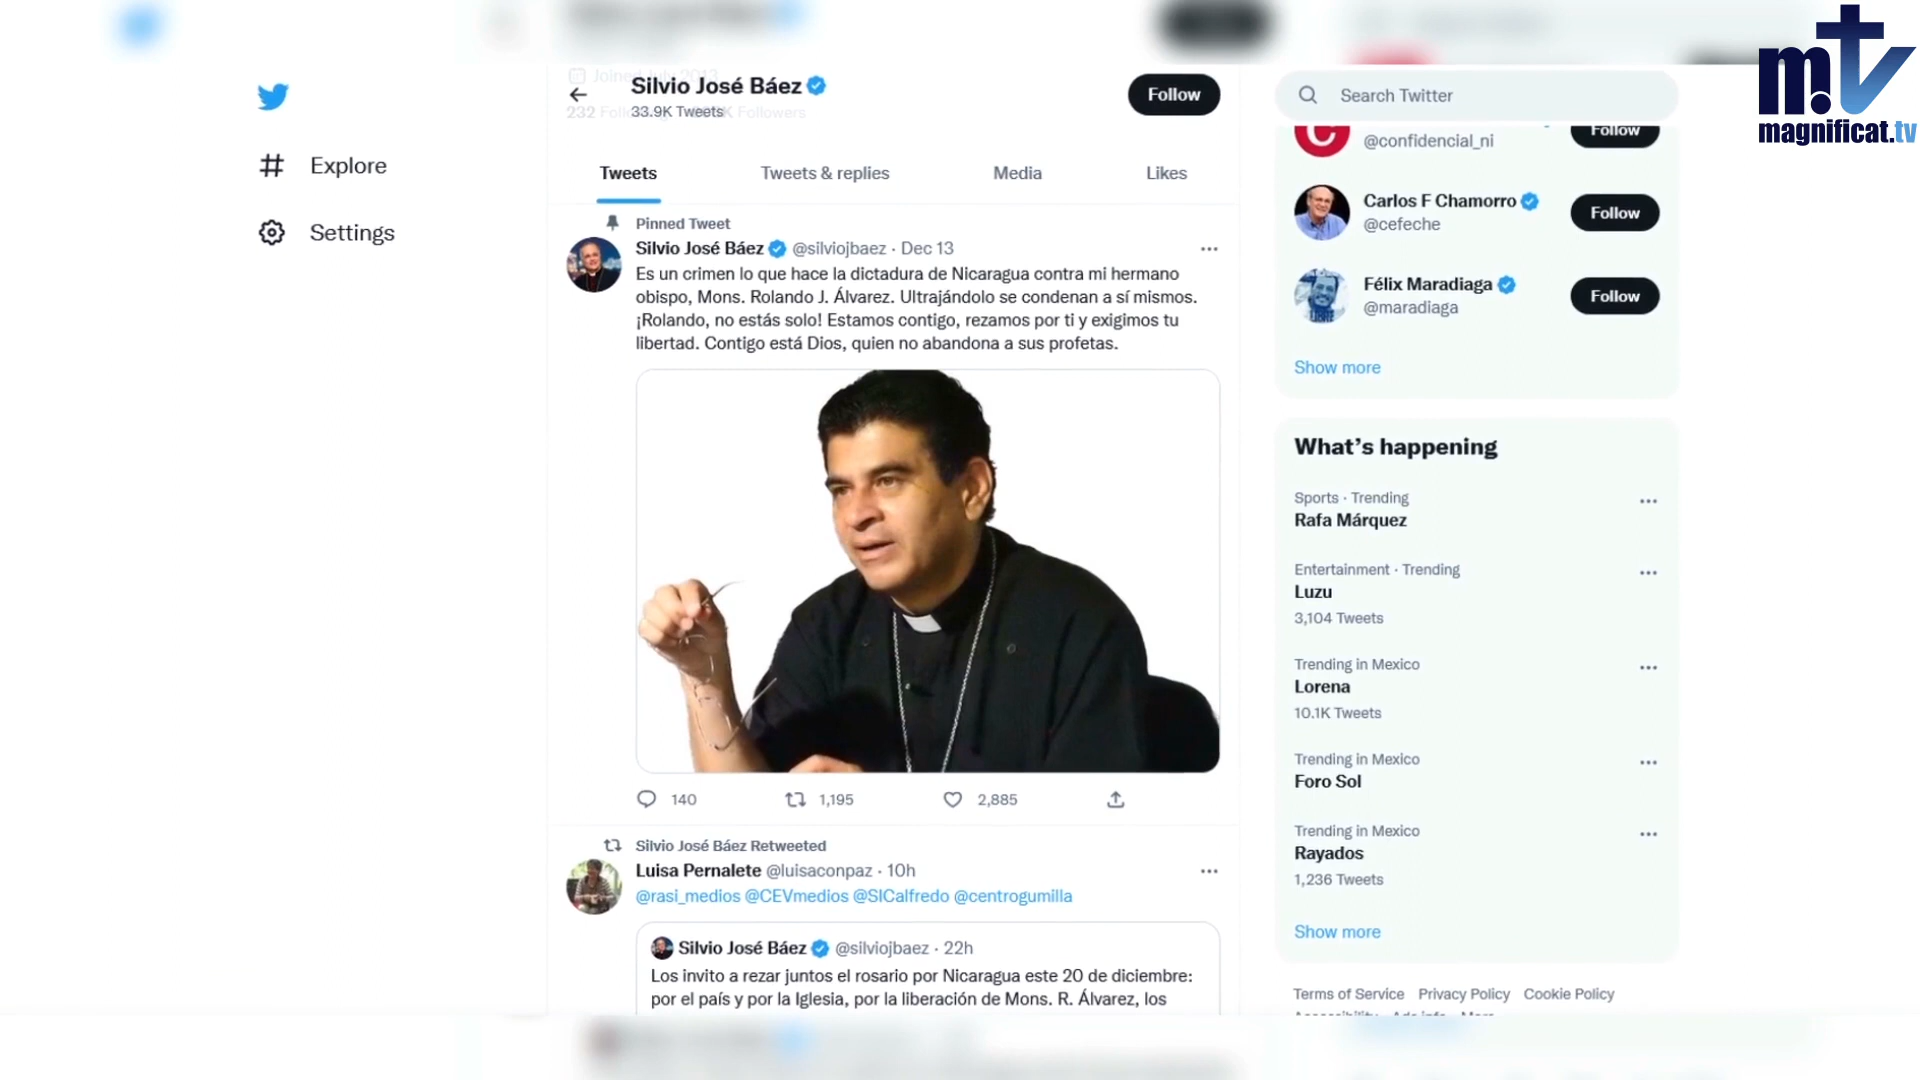 mtv
magnificat.tv
Silvio José Báez
33.9K Tweets
Joined July 2013
232
Followers
Follow
Search Twitter
Explore
Settings
Tweets
Tweets & replies
Media
Likes
Pinned Tweet
Silvio José Báez @silviojbaez · Dec 13
Es un crimen lo que hace la dictadura de Nicaragua contra mi hermano
obispo, Mons. Rolando J. Álvarez. Ultrajándolo se condenan a sí mismos.
¡Rolando, no estás solo! Estamos contigo, rezamos por ti y exigimos tu
libertad. Contigo está Dios, quien no abandona a sus profetas.
140
1,195
2,885
Silvio José Báez Retweeted
Luisa Pernalete @luisaconpaz · 10h
@rasi_medios @CEVmedios @SICalfredo @centrogumilla
Silvio José Báez @silviojbaez · 22h
Los invito a rezar juntos el rosario por Nicaragua este 20 de diciembre:
por el país y por la Iglesia, por la liberación de Mons. R. Álvarez, los
@confidencial_ni
Follow
Carlos F Chamorro
@cefeche
Follow
Félix Maradiaga
@maradiaga
Follow
Show more
What's happening
Sports · Trending
Rafa Márquez
Entertainment · Trending
Luzu
3,104 Tweets
Trending in Mexico
Lorena
10.1K Tweets
Trending in Mexico
Foro Sol
Trending in Mexico
Rayados
1,236 Tweets
Show more
Terms of Service Privacy Policy Cookie Policy